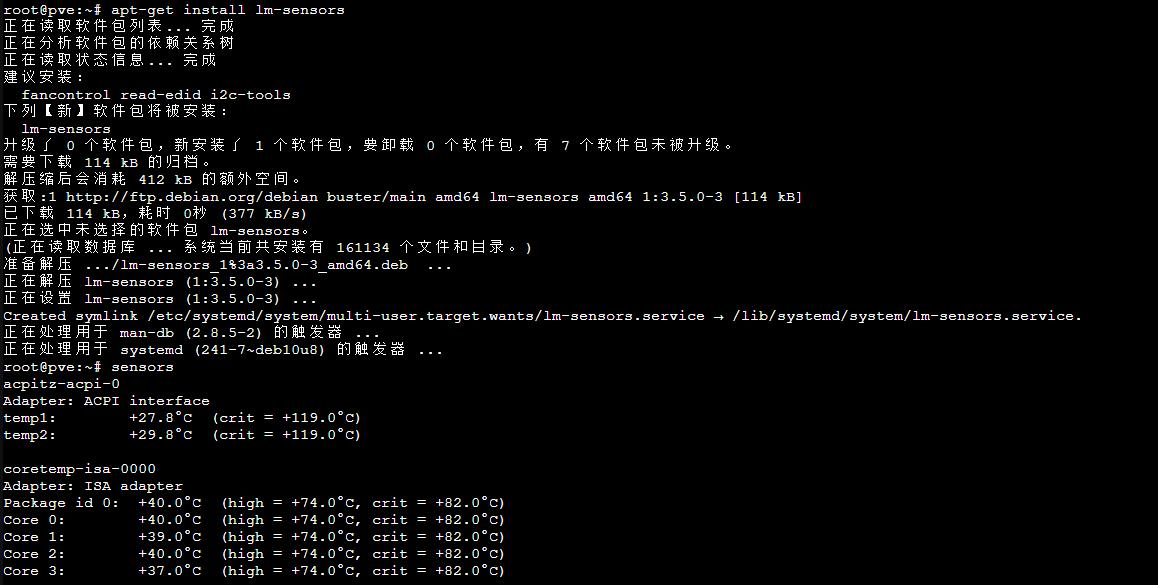 root@pve:~# apt-get install lm-sensors
正在读取软件包列表... 完成
正在分析软件包的依赖关系树
正在读取状态信息... 完成
建议安装：
fancontrol read-edid i2c-tools
下列【新】软件包将被安装：
lm-sensors
升级了 0 个软件包，新安装了 1 个软件包，要卸载 0 个软件包，有 7 个软件包未被升级。
需要下载 114 kB 的归档。
解压缩后会消耗 412 kB 的额外空间。
获取:1 http://ftp.debian.org/debian buster/main amd64 lm-sensors amd64 1:3.5.0-3 [114 kB]
已下载 114 kB，耗时 0秒 (377 kB/s)
正在选中未选择的软件包 lm-sensors。
(正在读取数据库 ... 系统当前共安装有 161134 个文件和目录。)
准备解压 .../lm-sensors_1%3a3.5.0-3_amd64.deb  ...
正在解压 lm-sensors (1:3.5.0-3) ...
正在设置 lm-sensors (1:3.5.0-3) ...
Created symlink /etc/systemd/system/multi-user.target.wants/lm-sensors.service → /lib/systemd/system/lm-sensors.service.
正在处理用于 man-db (2.8.5-2) 的触发器 ...
正在处理用于 systemd (241-7~deb10u8) 的触发器 ...
root@pve:~# sensors
acpitz-acpi-0
Adapter: ACPI interface
temp1:        +27.8°C  (crit = +119.0°C)
temp2:        +29.8°C  (crit = +119.0°C)
coretemp-isa-0000
Adapter: ISA adapter
Package id 0:  +40.0°C  (high = +74.0°C, crit = +82.0°C)
Core 0:        +40.0°C  (high = +74.0°C, crit = +82.0°C)
Core 1:        +39.0°C  (high = +74.0°C, crit = +82.0°C)
Core 2:        +40.0°C  (high = +74.0°C, crit = +82.0°C)
Core 3:        +37.0°C  (high = +74.0°C, crit = +82.0°C)